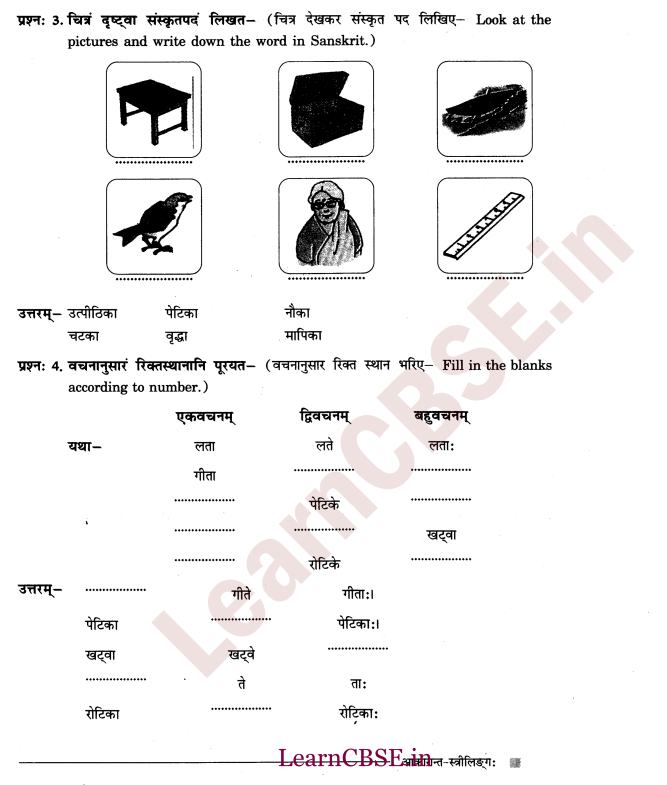 प्रश्न: 3. चित्रं दृष्ट्वा संस्कृतपदं लिखत– (चित्र देखकर संस्कृत पद लिखिए– Look at the
pictures and write down the word in Sanskrit.)
उत्तरम्– उत्पीठिका पेटिका नौका
चटका वृद्धा मापिका
प्रश्न: 4. वचनानुसारं रिक्तस्थानानि पूरयत– (वचनानुसार रिक्त स्थान भरिए– Fill in the blanks
according to number.)
एकवचनम् द्विवचनम् बहुवचनम्
यथा– लता लते लता:
गीता .................. ..................
.................. पेटिके ..................
.................. .................. खट्वा
.................. रोटिके ..................
उत्तरम्– .................. गीते गीता:।
पेटिका .................. पेटिका:।
खट्वा खट्वे ..................
.................. ते ता:
रोटिका .................. रोटिका:
LearnCBSE.in
आकारान्त-स्त्रीलिङ्ग:
LearnCBSE.in